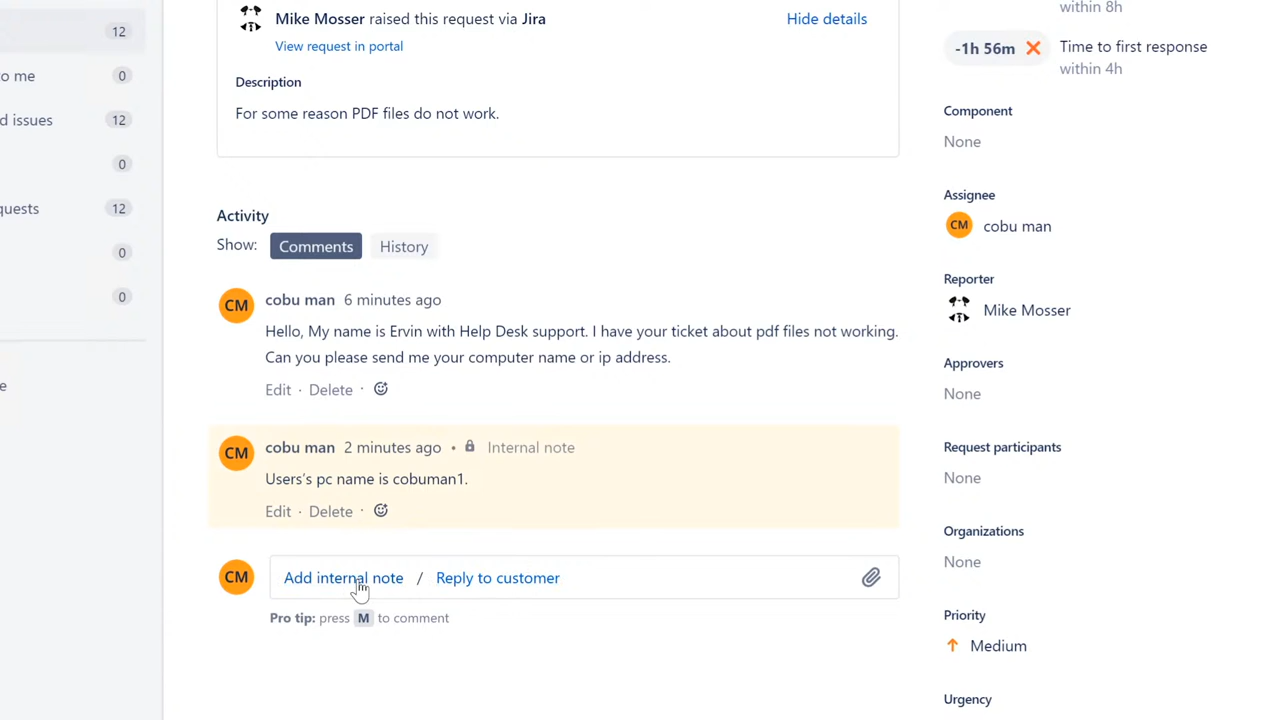 12
o me
0
d issues
12
0
quests
12
0
0
e
Mike Mosser raised this request via Jira
Hide details
View request in portal
Description
For some reason PDF files do not work.
Activity
Show:
Comments
History
CM
cobu man 6 minutes ago
Hello, My name is Ervin with Help Desk support. I have your ticket about pdf files not working.
Can you please send me your computer name or ip address.
Edit · Delete ·
CM
cobu man 2 minutes ago • Internal note
Users's pc name is cobuman1.
Edit · Delete ·
CM
Add internal note / Reply to customer
Pro tip: press M to comment
within 8h
-1h 56m
Time to first response
within 4h
Component
None
Assignee
CM cobu man
Reporter
Mike Mosser
Approvers
None
Request participants
None
Organizations
None
Priority
Medium
Urgency